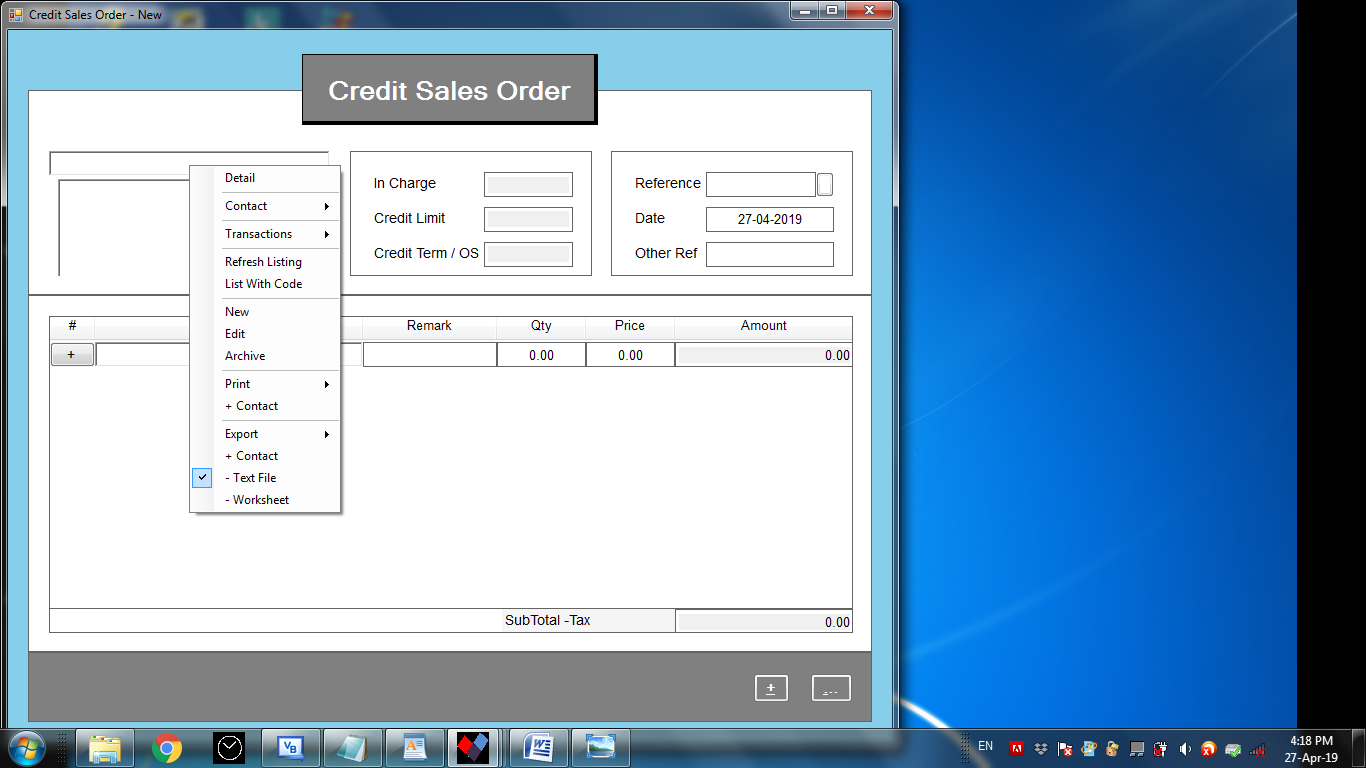 Credit Sales Order - New
Credit Sales Order
Detail
Contact
Transactions
Refresh Listing
List With Code
New
Edit
Archive
Print
+ Contact
Export
+ Contact
- Text File
- Worksheet
In Charge
Credit Limit
Credit Term / OS
Reference
Date 27-04-2019
Other Ref
# Remark Qty Price Amount
+ 0.00 0.00 0.00
SubTotal -Tax 0.00
+ ...
EN
4:18 PM
27-Apr-19